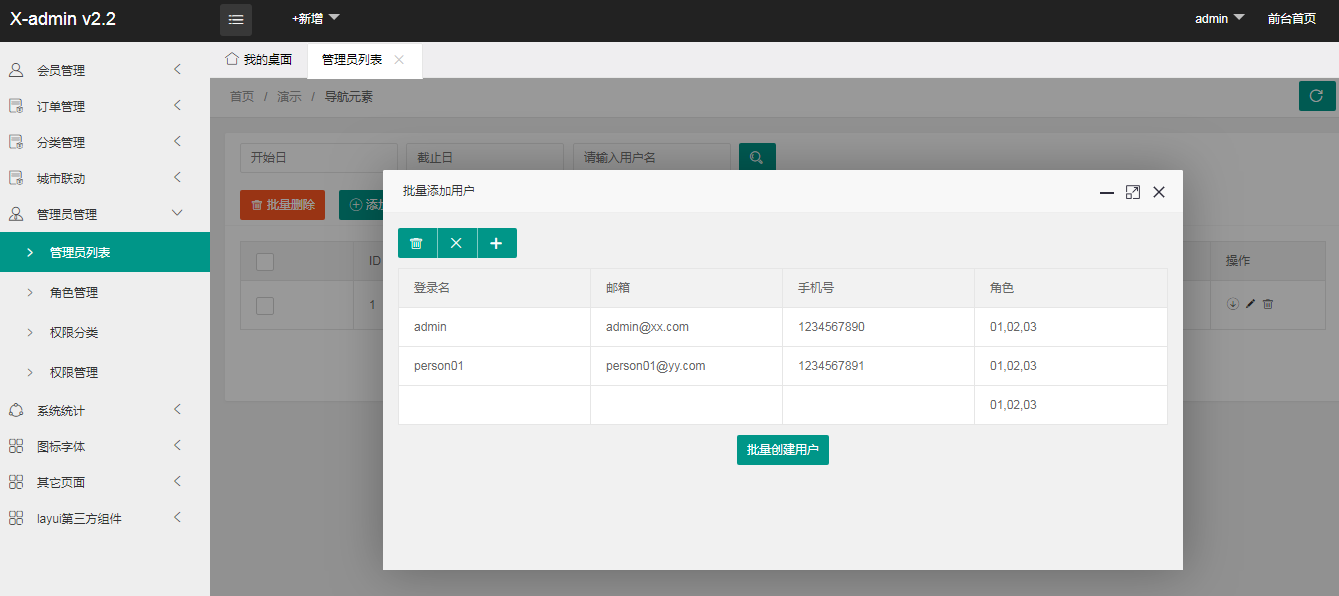 X-admin v2.2
+新增
admin
前台首页
会员管理
订单管理
分类管理
城市联动
管理员管理
管理员列表
角色管理
权限分类
权限管理
系统统计
图标字体
其它页面
layui第三方组件
我的桌面
管理员列表
首页 / 演示 / 导航元素
开始日
截止日
请输入用户名
批量删除
添加
ID
操作
1
批量添加用户
登录名 邮箱 手机号 角色
admin admin@xx.com 1234567890 01,02,03
person01 person01@yy.com 1234567891 01,02,03
01,02,03
批量创建用户